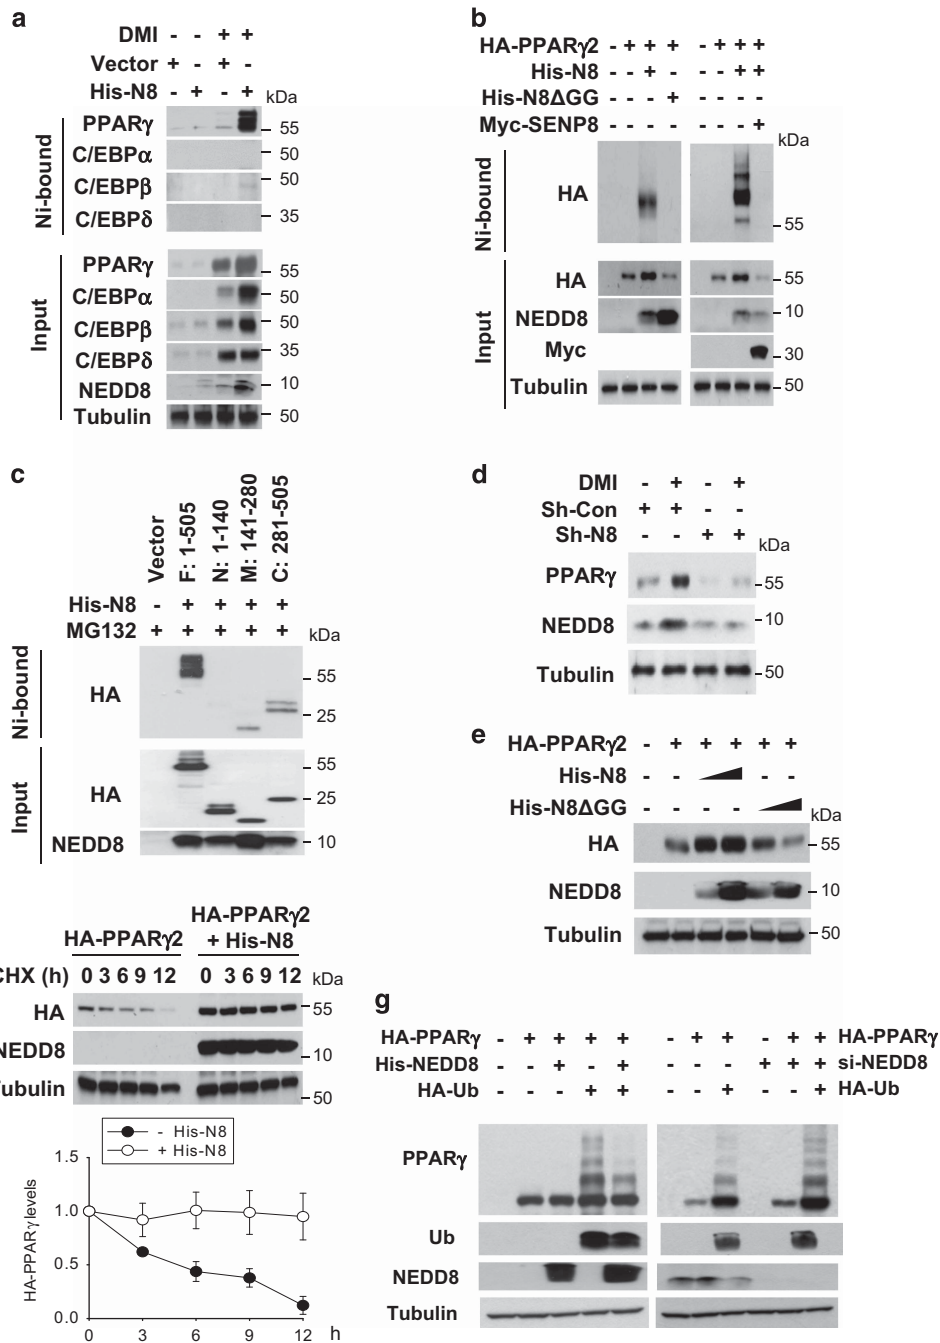 a
DMI - - + +
Vector + - + -
His-N8 - + - +
kDa
Ni-bound
PPARγ 55
C/EBPα 50
C/EBPβ 50
C/EBPδ 35
Input
PPARγ 55
C/EBPα 50
C/EBPβ 50
C/EBPδ 35
NEDD8 10
Tubulin 50
b
HA-PPARγ2 - + + + - + + +
His-N8 - - + - - - + +
His-N8ΔGG - - - + - - - -
Myc-SENP8 - - - - - - - +
kDa
Ni-bound
HA 55
Input
HA 55
NEDD8 10
Myc 30
Tubulin 50
c
Vector
F: 1-505
N: 1-140
M: 141-280
C: 281-505
His-N8 - + + + +
MG132 + + + + + kDa
Ni-bound
HA 55
25
Input
HA 55
25
NEDD8 10
d
DMI - + - +
Sh-Con + + - -
Sh-N8 - - + +
kDa
PPARγ 55
NEDD8 10
Tubulin 50
e
HA-PPARγ2 - + + + + +
His-N8 - - - -
His-N8ΔGG - - - -
kDa
HA 55
NEDD8 10
Tubulin 50
HA-PPARγ2
HA-PPARγ2
+ His-N8
CHX (h) 0 3 6 9 12 0 3 6 9 12 kDa
HA 55
NEDD8 10
Tubulin 50
- His-N8
+ His-N8
HA-PPARγ levels
1.5
1.0
0.5
0.0
0 3 6 9 12 h
g
HA-PPARγ - + + + + - + + - + + HA-PPARγ
His-NEDD8 - - + - + - - - + + + si-NEDD8
HA-Ub - - - + + - - + - - + HA-Ub
PPARγ
Ub
NEDD8
Tubulin